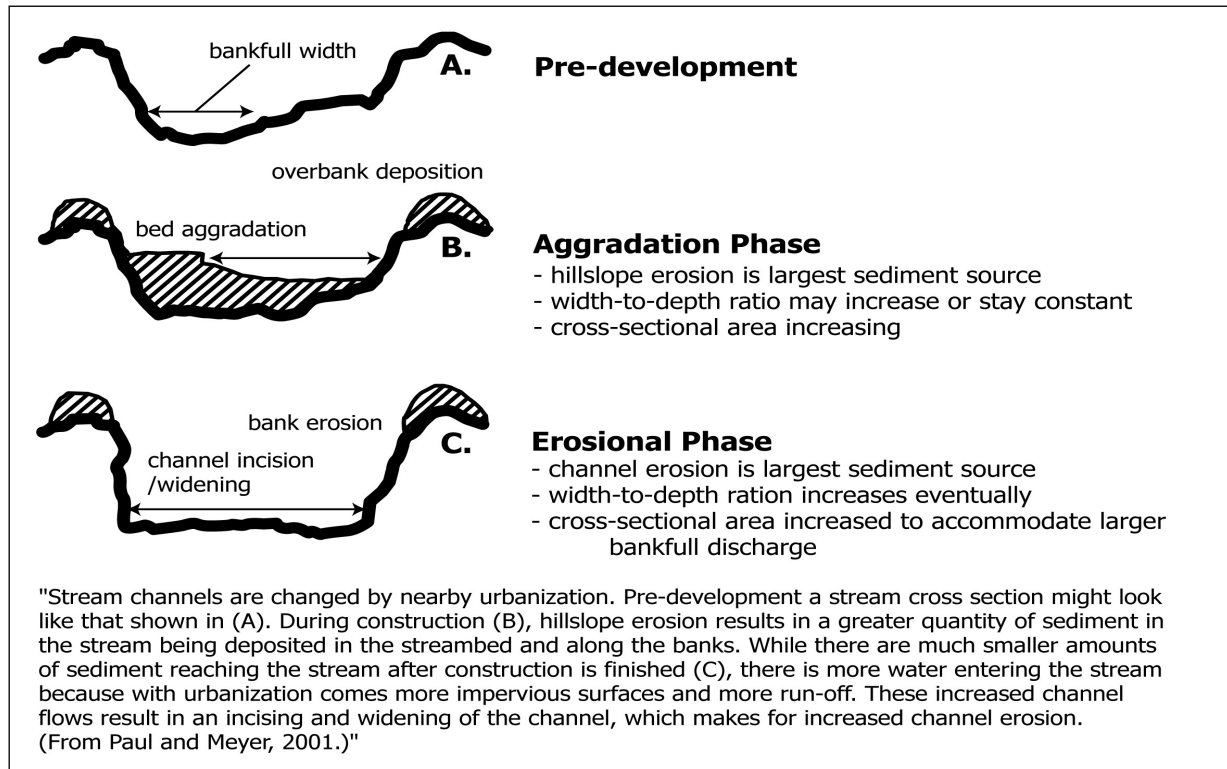 bankfull width
A.
Pre-development
overbank deposition
bed aggradation
B.
Aggradation Phase
- hillslope erosion is largest sediment source
- width-to-depth ratio may increase or stay constant
- cross-sectional area increasing
bank erosion
C.
channel incision
/widening
Erosional Phase
- channel erosion is largest sediment source
- width-to-depth ration increases eventually
- cross-sectional area increased to accommodate larger
bankfull discharge
"Stream channels are changed by nearby urbanization. Pre-development a stream cross section might look
like that shown in (A). During construction (B), hillslope erosion results in a greater quantity of sediment in
the stream being deposited in the streambed and along the banks. While there are much smaller amounts
of sediment reaching the stream after construction is finished (C), there is more water entering the stream
because with urbanization comes more impervious surfaces and more run-off. These increased channel
flows result in an incising and widening of the channel, which makes for increased channel erosion.
(From Paul and Meyer, 2001.)"